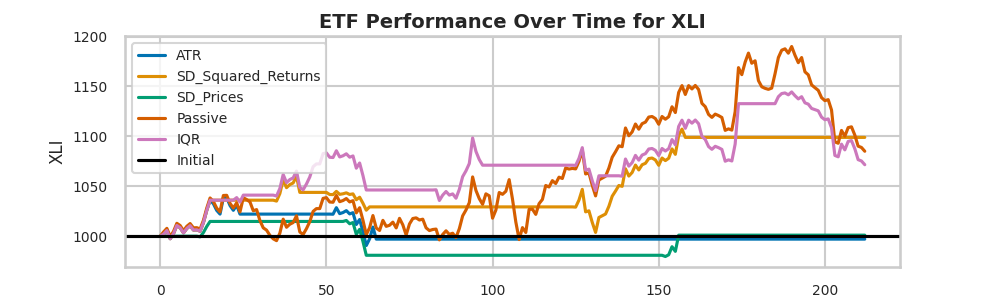 ETF Performance Over Time for XLI
XLI
1200
1150
1100
1050
1000
ATR
SD_Squared_Returns
SD_Prices
Passive
IQR
Initial
0 50 100 150 200